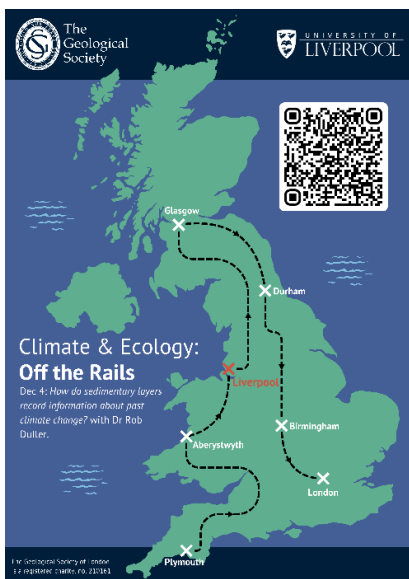 The
Geological
Society
UNIVERSITY OF
LIVERPOOL
Glasgow
Durham
Climate & Ecology:
Off the Rails
Dec 4: How do sedimentary layers
record information about past
climate change? with Dr Rob
Duller.
Liverpool
Birmingham
Aberystwyth
London
Plymouth
The Geological Society of London
is a registered charity, no. 210161